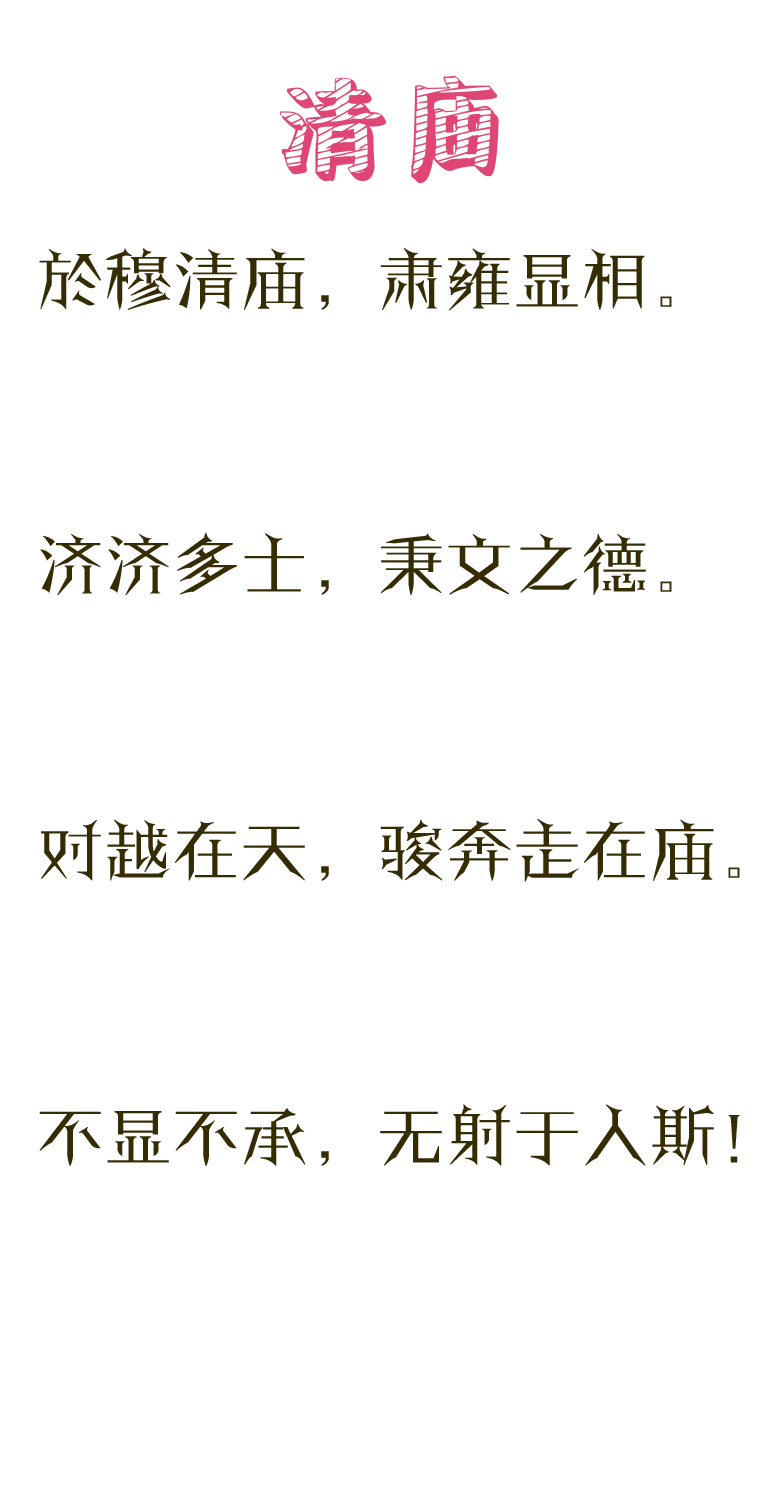 清庙
於穆清庙，肃雍显相。
济济多士，秉文之德。
对越在天，骏奔走在庙。
不显不承，无射于人斯！